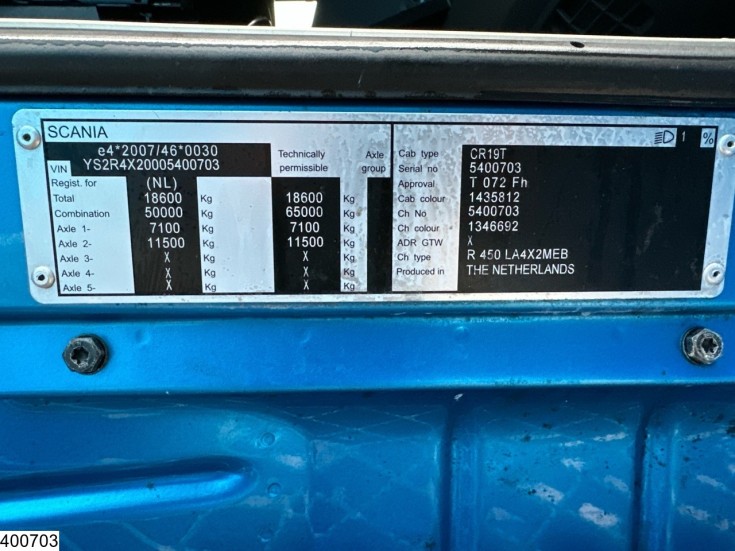 SCANIA
e4*2007/46*0030
VIN YS2R4X20005400703
Technically permissible
Axle group
Regist. for (NL)
Total 18600 Kg 18600 Kg
Combination 50000 Kg 65000 Kg
Axle 1- 7100 Kg 7100 Kg
Axle 2- 11500 Kg 11500 Kg
Axle 3- X Kg X Kg
Axle 4- X Kg X Kg
Axle 5- X Kg X Kg
1 %
Cab type CR19T
Serial no 5400703
Approval T 072 Fh
Cab colour 1435812
Ch No 5400703
Ch colour 1346692
ADR GTW X
Ch type R 450 LA4X2MEB
Produced in THE NETHERLANDS
400703